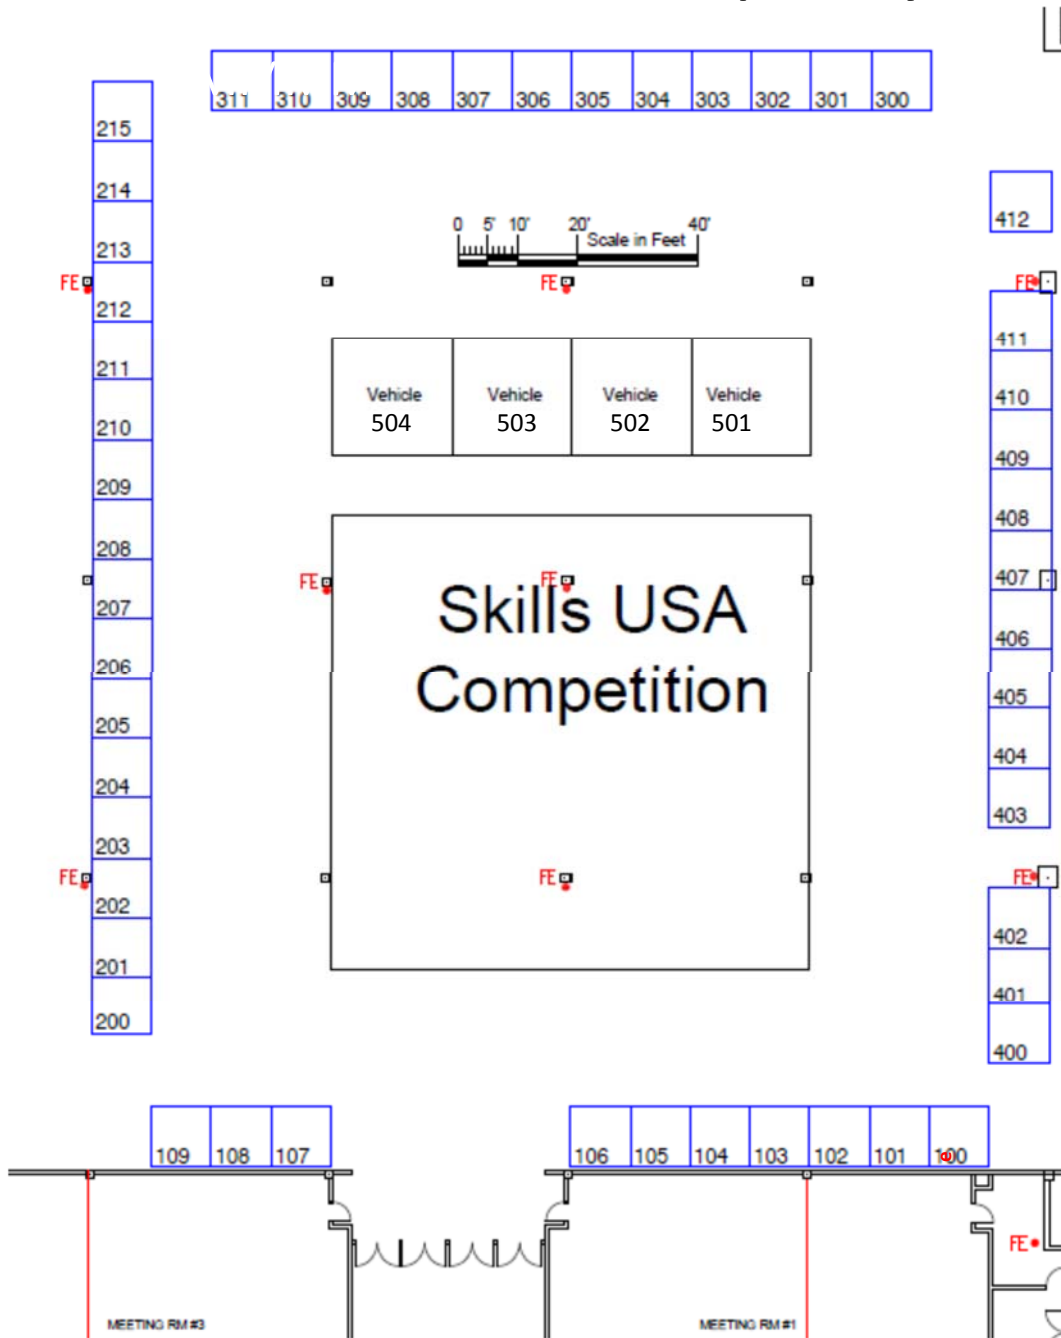 311 310 309 308 307 306 305 304 303 302 301 300
215
214
213
212
211
210
209
208
207
206
205
204
203
202
201
200
0 5' 10' 20' 40'
Scale in Feet
412
FE FE FE
411
410
409
408
407
406
405
404
403
Vehicle Vehicle Vehicle Vehicle
504 503 502 501
FE FE
Skills USA
Competition
FE FE FE
402
401
400
109 108 107 106 105 104 103 102 101 100
FE
MEETING RM #3 MEETING RM #1